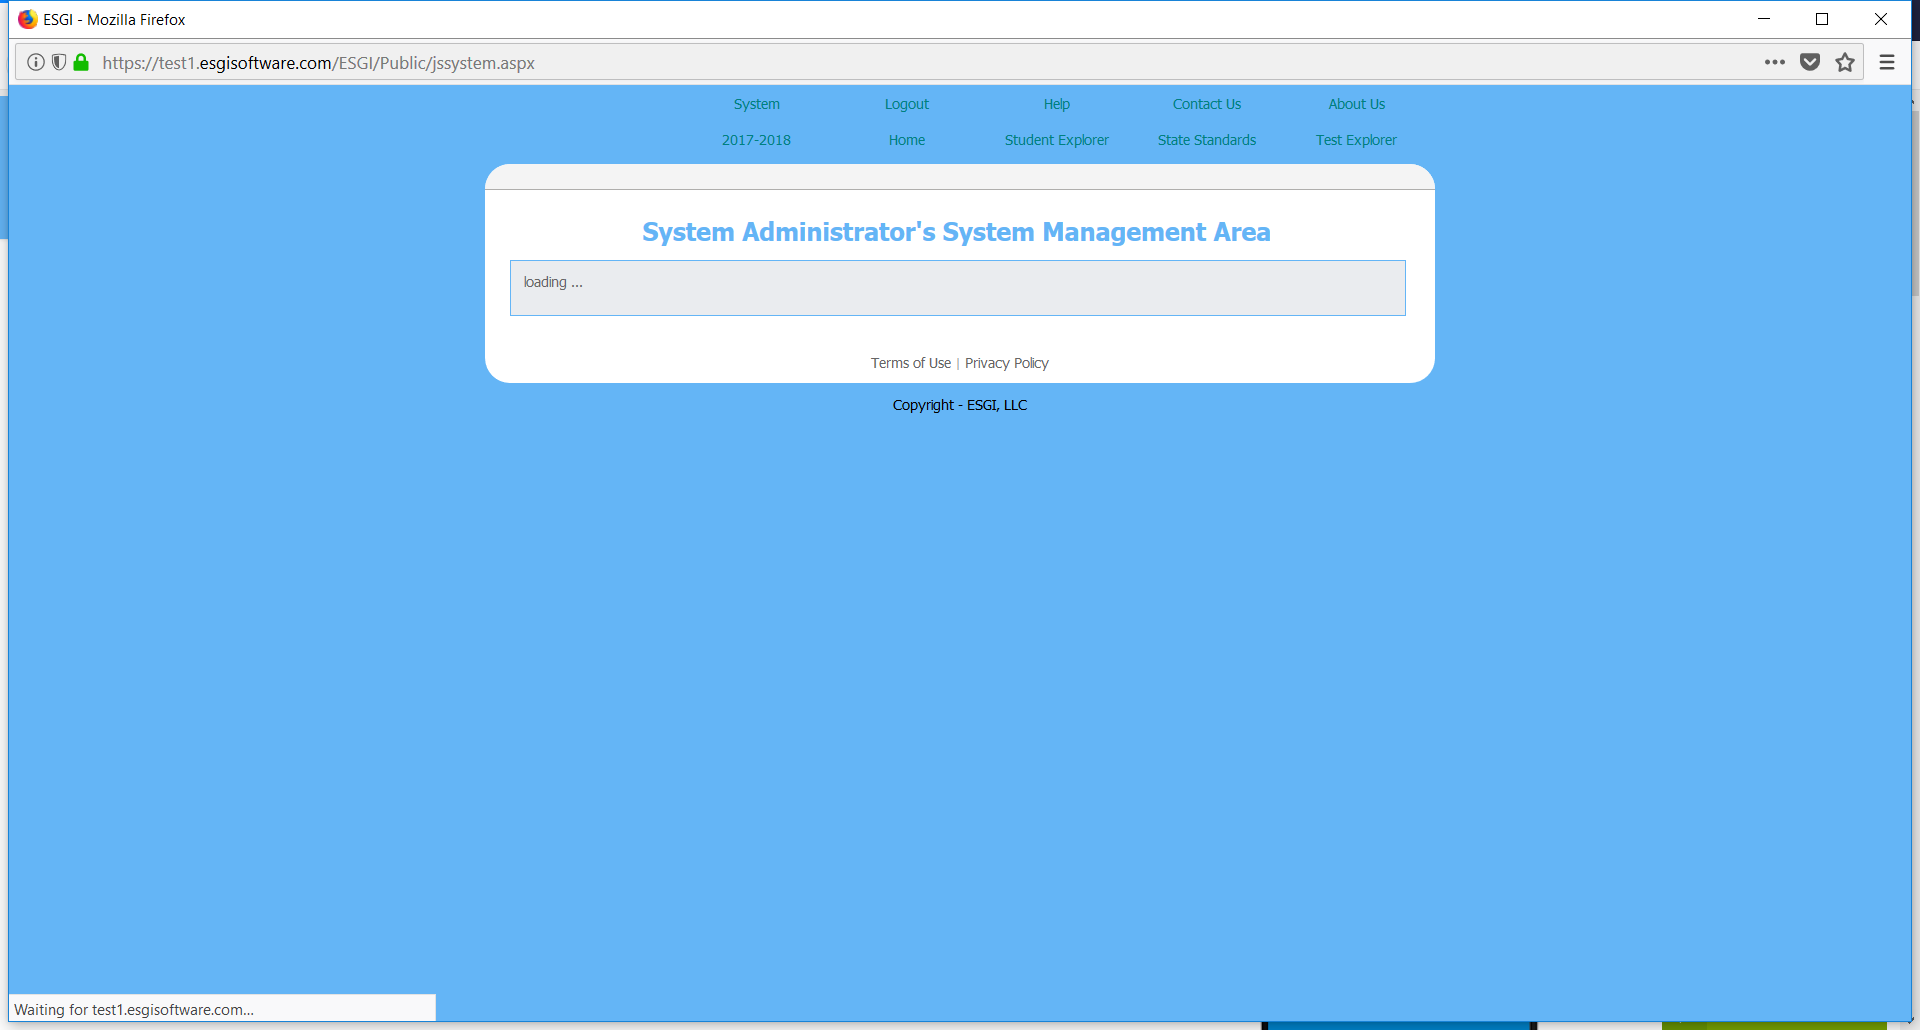 ESGI - Mozilla Firefox
https://test1.esgisoftware.com/ESGI/Public/jssystem.aspx
System Logout Help Contact Us About Us
2017-2018 Home Student Explorer State Standards Test Explorer
System Administrator's System Management Area
loading ...
Terms of Use | Privacy Policy
Copyright - ESGI, LLC
Waiting for test1.esgisoftware.com...